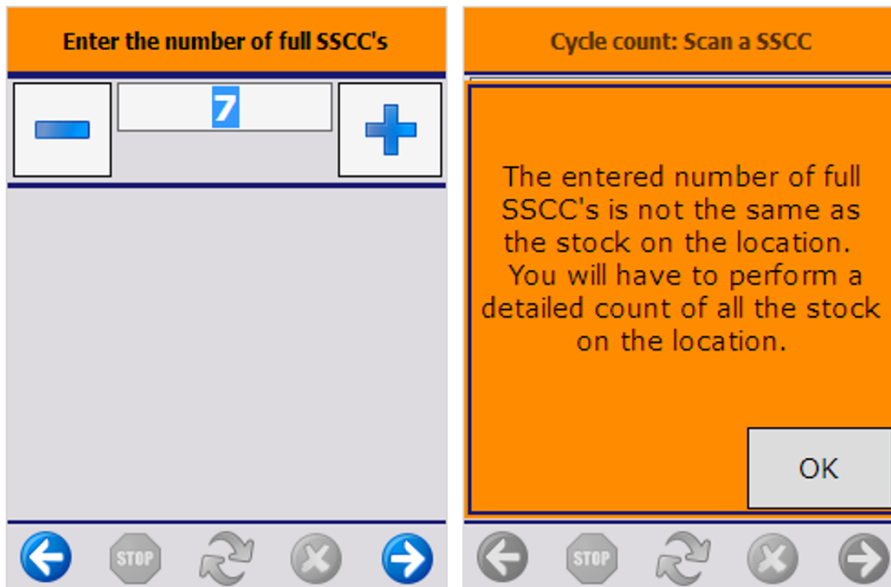 Enter the number of full SSCC's
7
STOP
Cycle count: Scan a SSCC
The entered number of full
SSCC's is not the same as
the stock on the location.
You will have to perform a
detailed count of all the stock
on the location.
OK
STOP